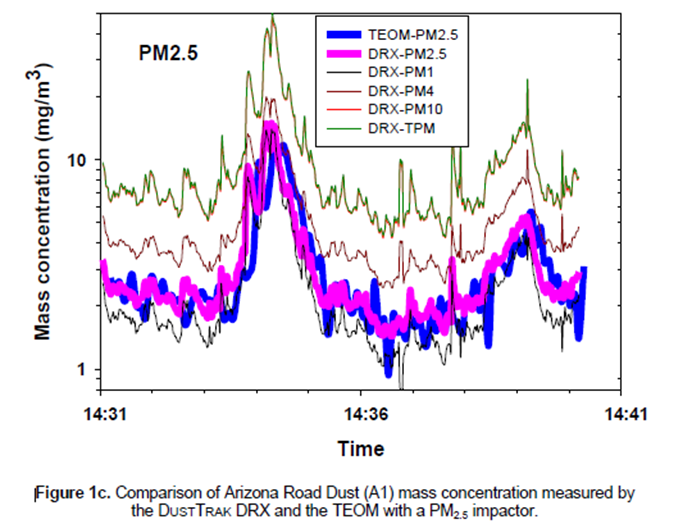 PM2.5
TEOM-PM2.5
DRX-PM2.5
DRX-PM1
DRX-PM4
DRX-PM10
DRX-TPM
Mass concentration (mg/m³)
10
1
14:31
14:36
14:41
Time
Figure 1c. Comparison of Arizona Road Dust (A1) mass concentration measured by
the DUSTTRAK DRX and the TEOM with a PM₂.₅ impactor.